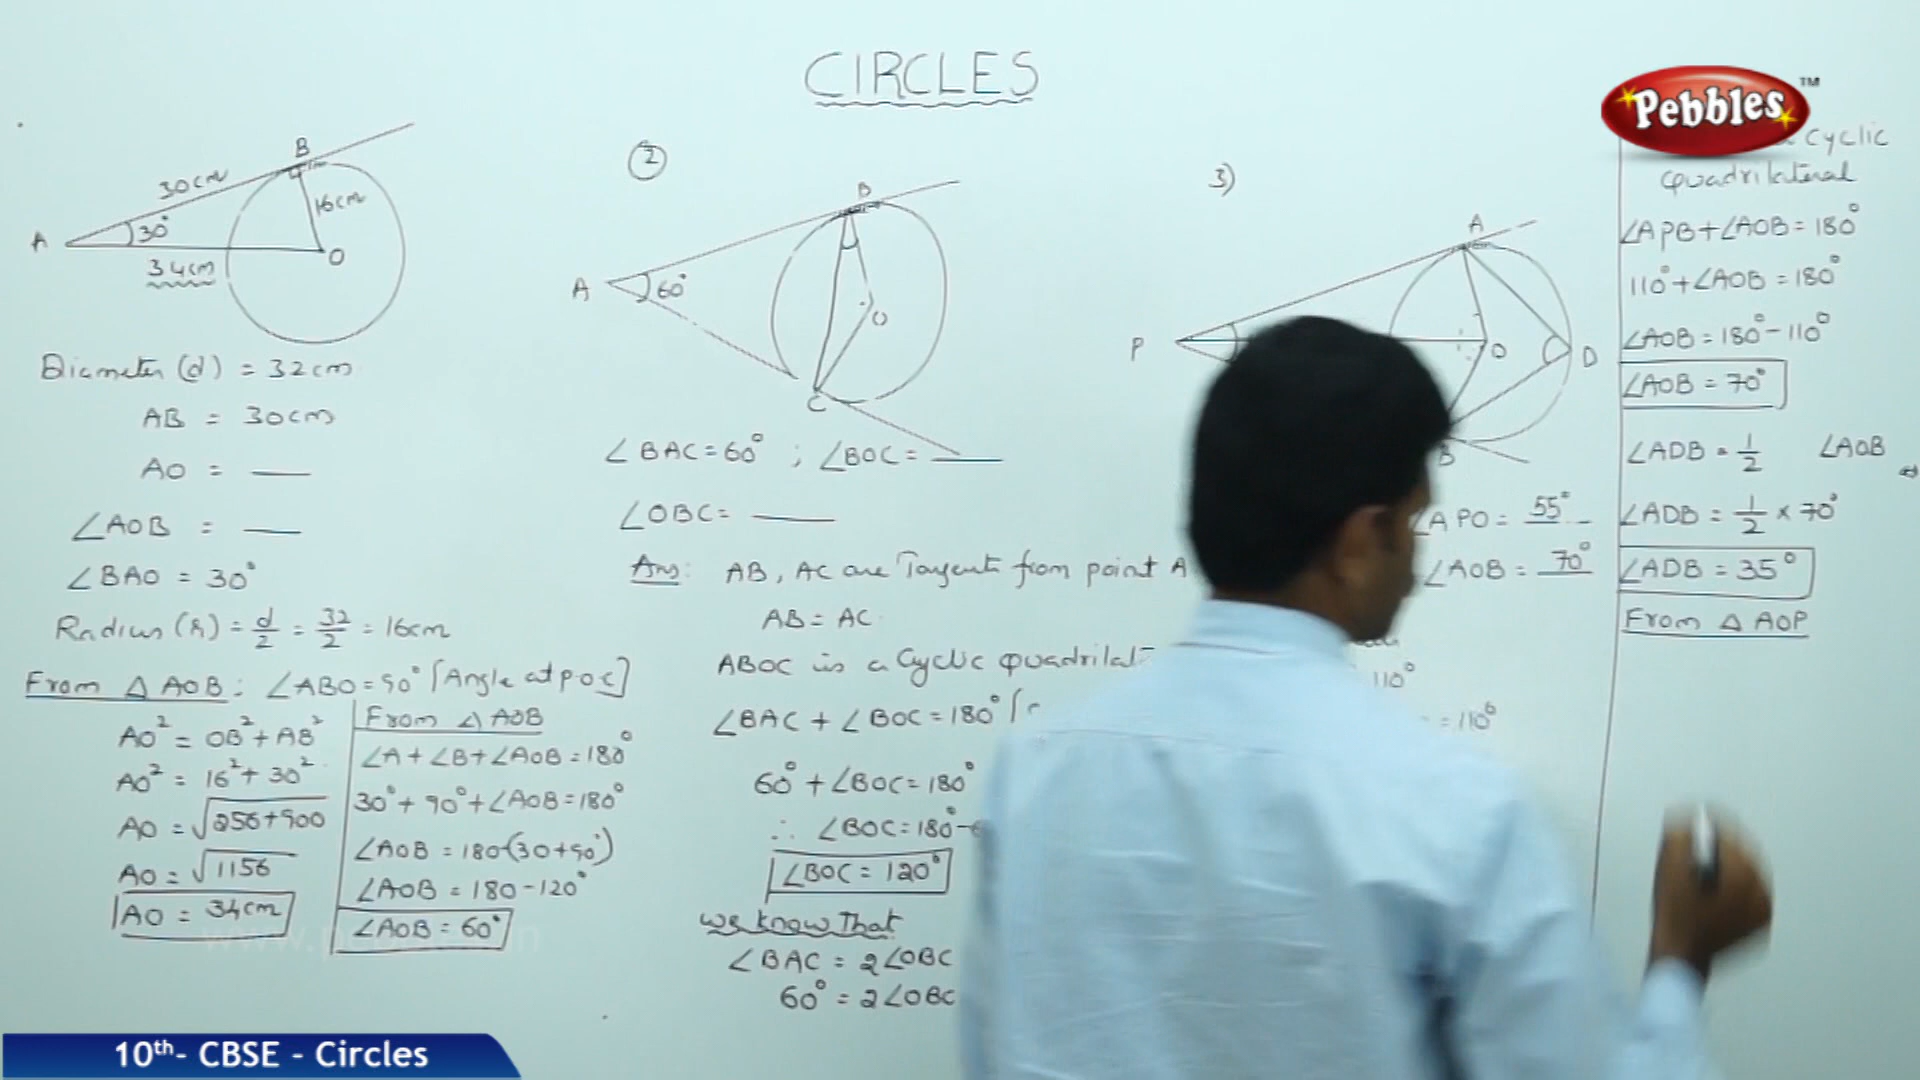 CIRCLES
Pebbles™
B
30cm
16cm
A
30°
O
34cm
Diameter (d) = 32cm
AB = 30cm
AO = ___
∠AOB = ___
∠BAO = 30°
Radius (r) = d/2 = 32/2 = 16cm
From △ AOB : ∠ABO = 90° [Angle at p.o.c]
AO² = OB² + AB²
AO² = 16² + 30²
AO = √256+900
AO = √1156
AO = 34cm
From △ AOB
∠A + ∠B + ∠AOB = 180°
30° + 90° + ∠AOB = 180°
∠AOB = 180-(30+90°)
∠AOB = 180 - 120°
∠AOB = 60°
2
B
A
60°
O
C
∠BAC = 60° ; ∠BOC = ___
∠OBC = ___
Ans: AB, AC are Tangents from point A
AB = AC
ABOC is a Cyclic
∠BAC + ∠BOC = 180°
60° + ∠BOC = 180°
∴ ∠BOC = 180° -
∠BOC = 120°
we know that
∠BAC = 2∠OBC
60° = 2∠OBC
3)
A
P
O
D
B
∠APO = 55°
∠AOB = 70°
110°
= 110°
Cyclic
quadrilateral
∠APB + ∠AOB = 180°
110° + ∠AOB = 180°
∠AOB = 180° - 110°
∠AOB = 70°
∠ADB = 1/2 ∠AOB
∠ADB = 1/2 × 70°
∠ADB = 35°
From △ AOP
10th- CBSE - Circles